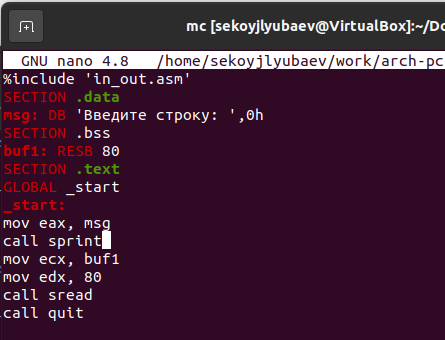 mc [sekoyjlyubaev@VirtualBox]:~/Do
GNU nano 4.8 /home/sekoyjlyubaev/work/arch-pc
%include 'in_out.asm'
SECTION .data
msg: DB 'Введите строку: ',0h
SECTION .bss
buf1: RESB 80
SECTION .text
GLOBAL _start
_start:
mov eax, msg
call sprint
mov ecx, buf1
mov edx, 80
call sread
call quit